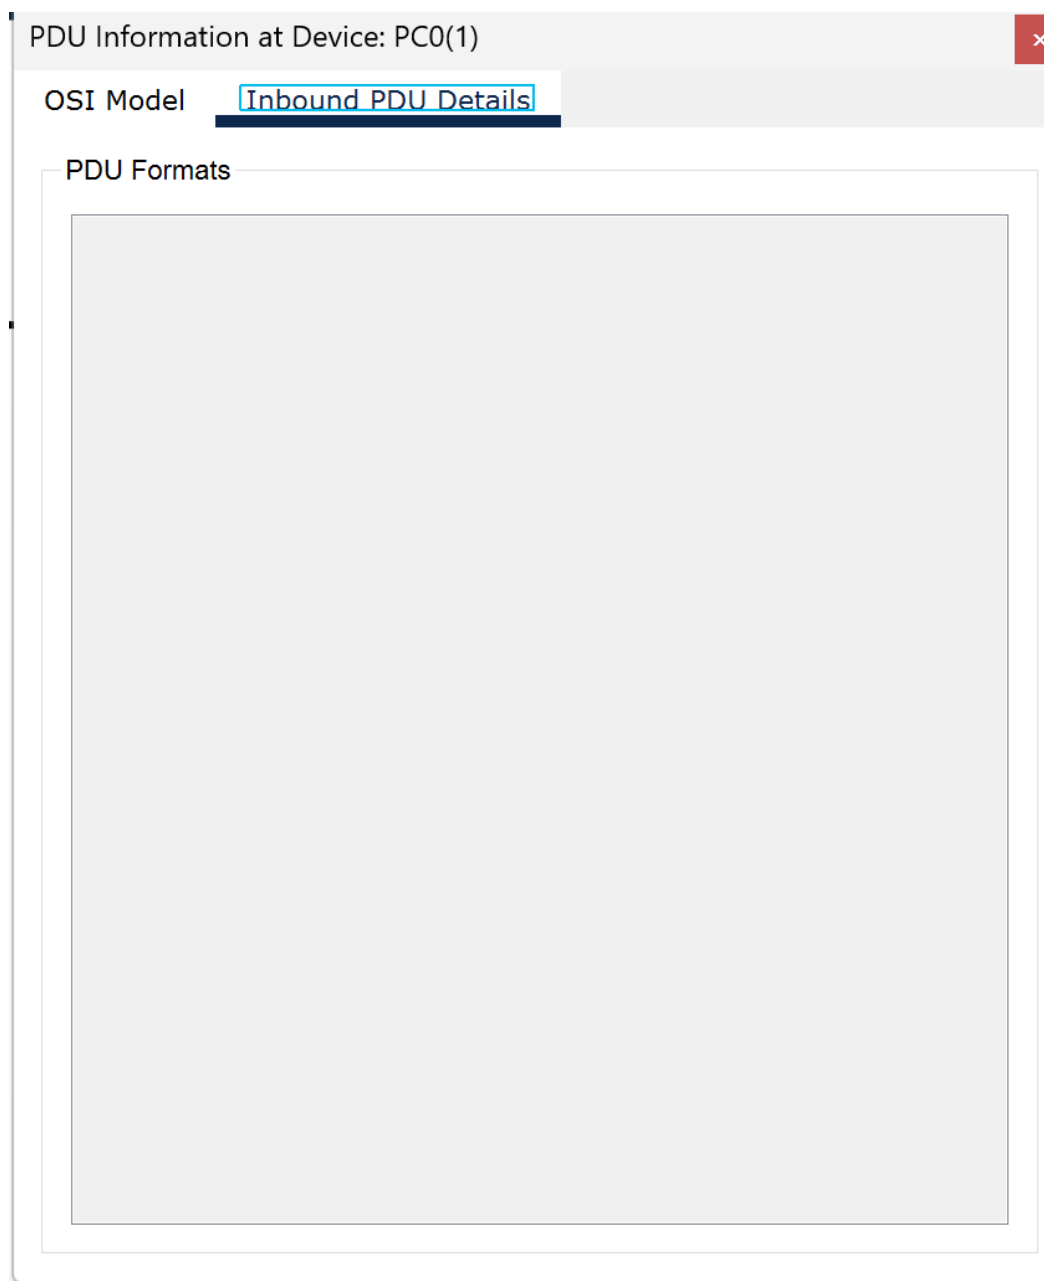 PDU Information at Device: PC0(1)
OSI Model
Inbound PDU Details
PDU Formats